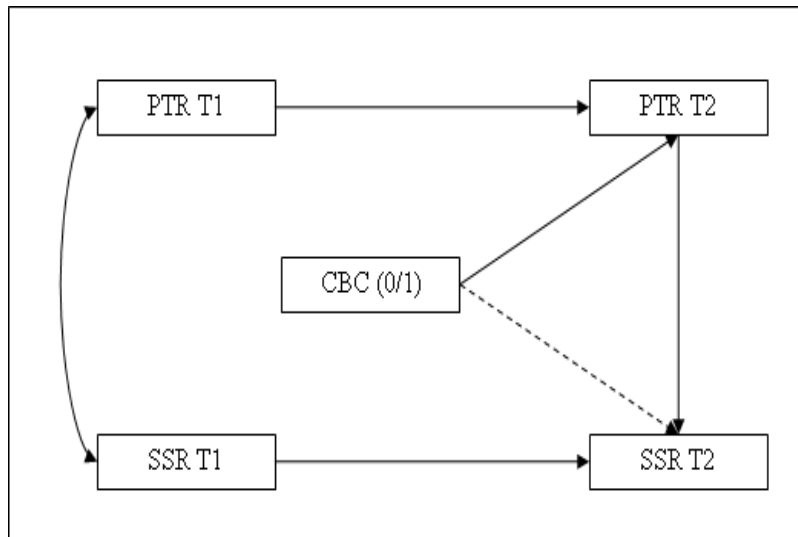 PTR T1
PTR T2
CBC (0/1)
SSR T1
SSR T2